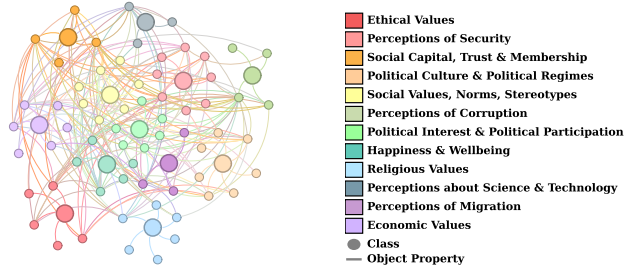 Ethical Values
Perceptions of Security
Social Capital, Trust & Membership
Political Culture & Political Regimes
Social Values, Norms, Stereotypes
Perceptions of Corruption
Political Interest & Political Participation
Happiness & Wellbeing
Religious Values
Perceptions about Science & Technology
Perceptions of Migration
Economic Values
Class
Object Property